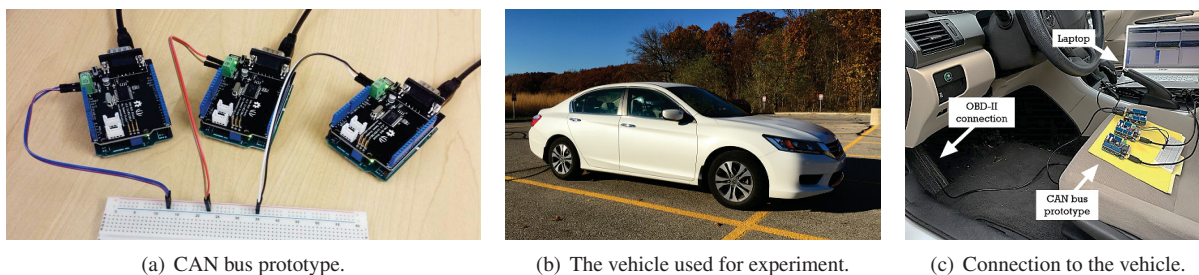 Laptop
OBD-II
connection
CAN bus
prototype
(a) CAN bus prototype.
(b) The vehicle used for experiment.
(c) Connection to the vehicle.